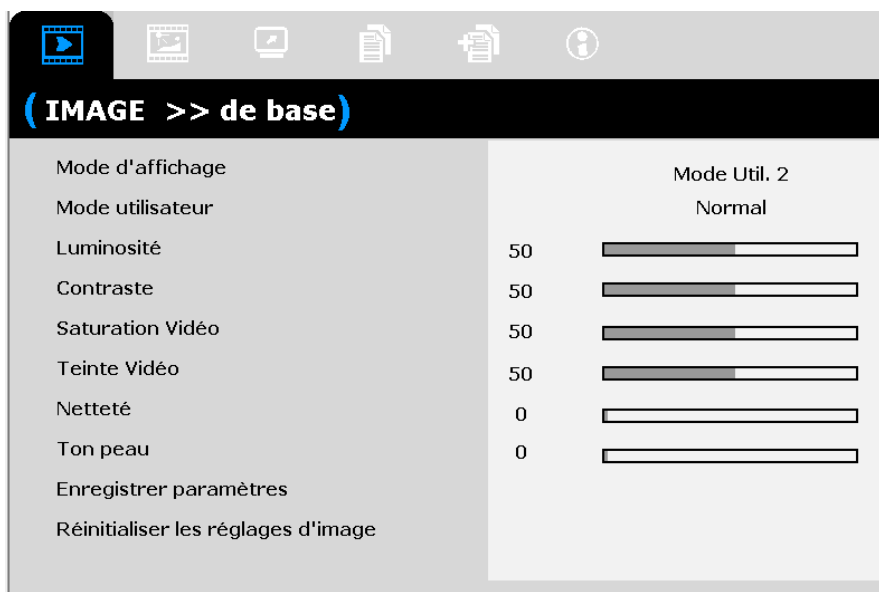 (IMAGE >> de base)
Mode d'affichage
Mode Util. 2
Mode utilisateur
Normal
Luminosité
50
Contraste
50
Saturation Vidéo
50
Teinte Vidéo
50
Netteté
0
Ton peau
0
Enregistrer paramètres
Réinitialiser les réglages d'image